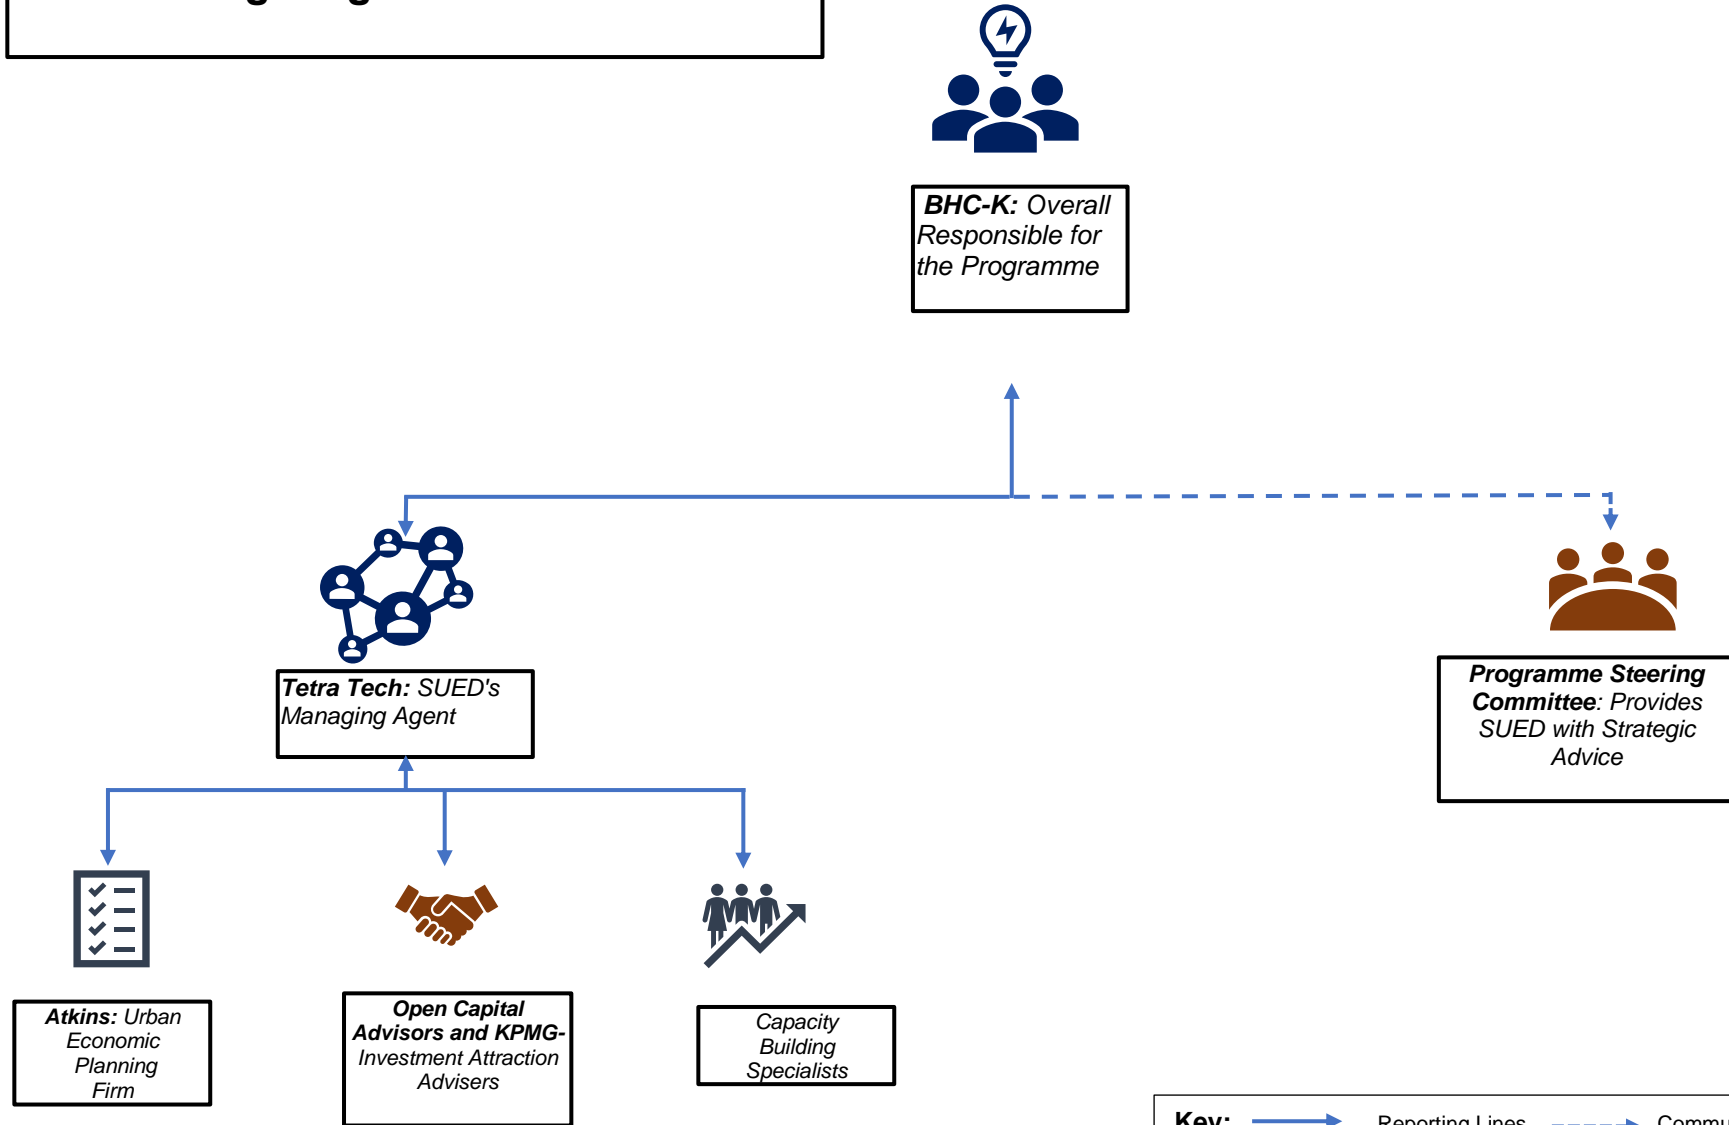 BHC-K: Overall
Responsible for
the Programme
Tetra Tech: SUED's
Managing Agent
Programme Steering
Committee: Provides
SUED with Strategic
Advice
Atkins: Urban
Economic
Planning
Firm
Open Capital
Advisors and KPMG-
Investment Attraction
Advisers
Capacity
Building
Specialists
Key: Reporting Lines